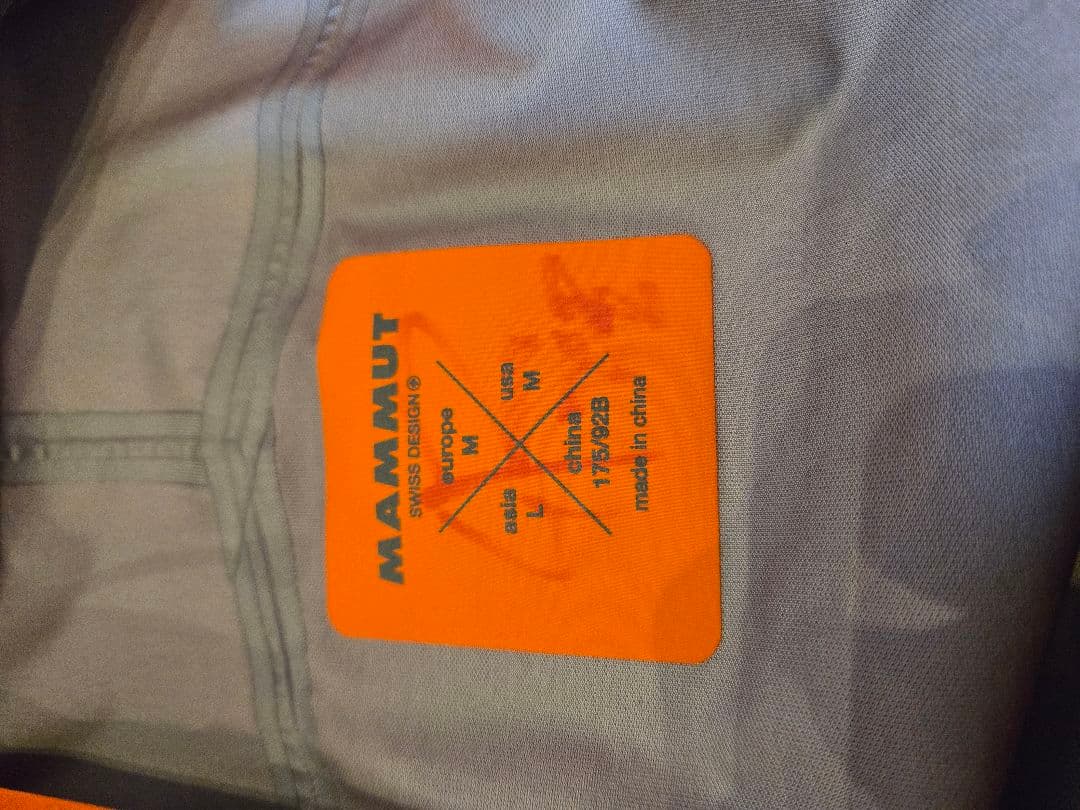 MAMMUT
SWISS DESIGN
europe
M
asia
L
usa
M
china
175/92B
made in china